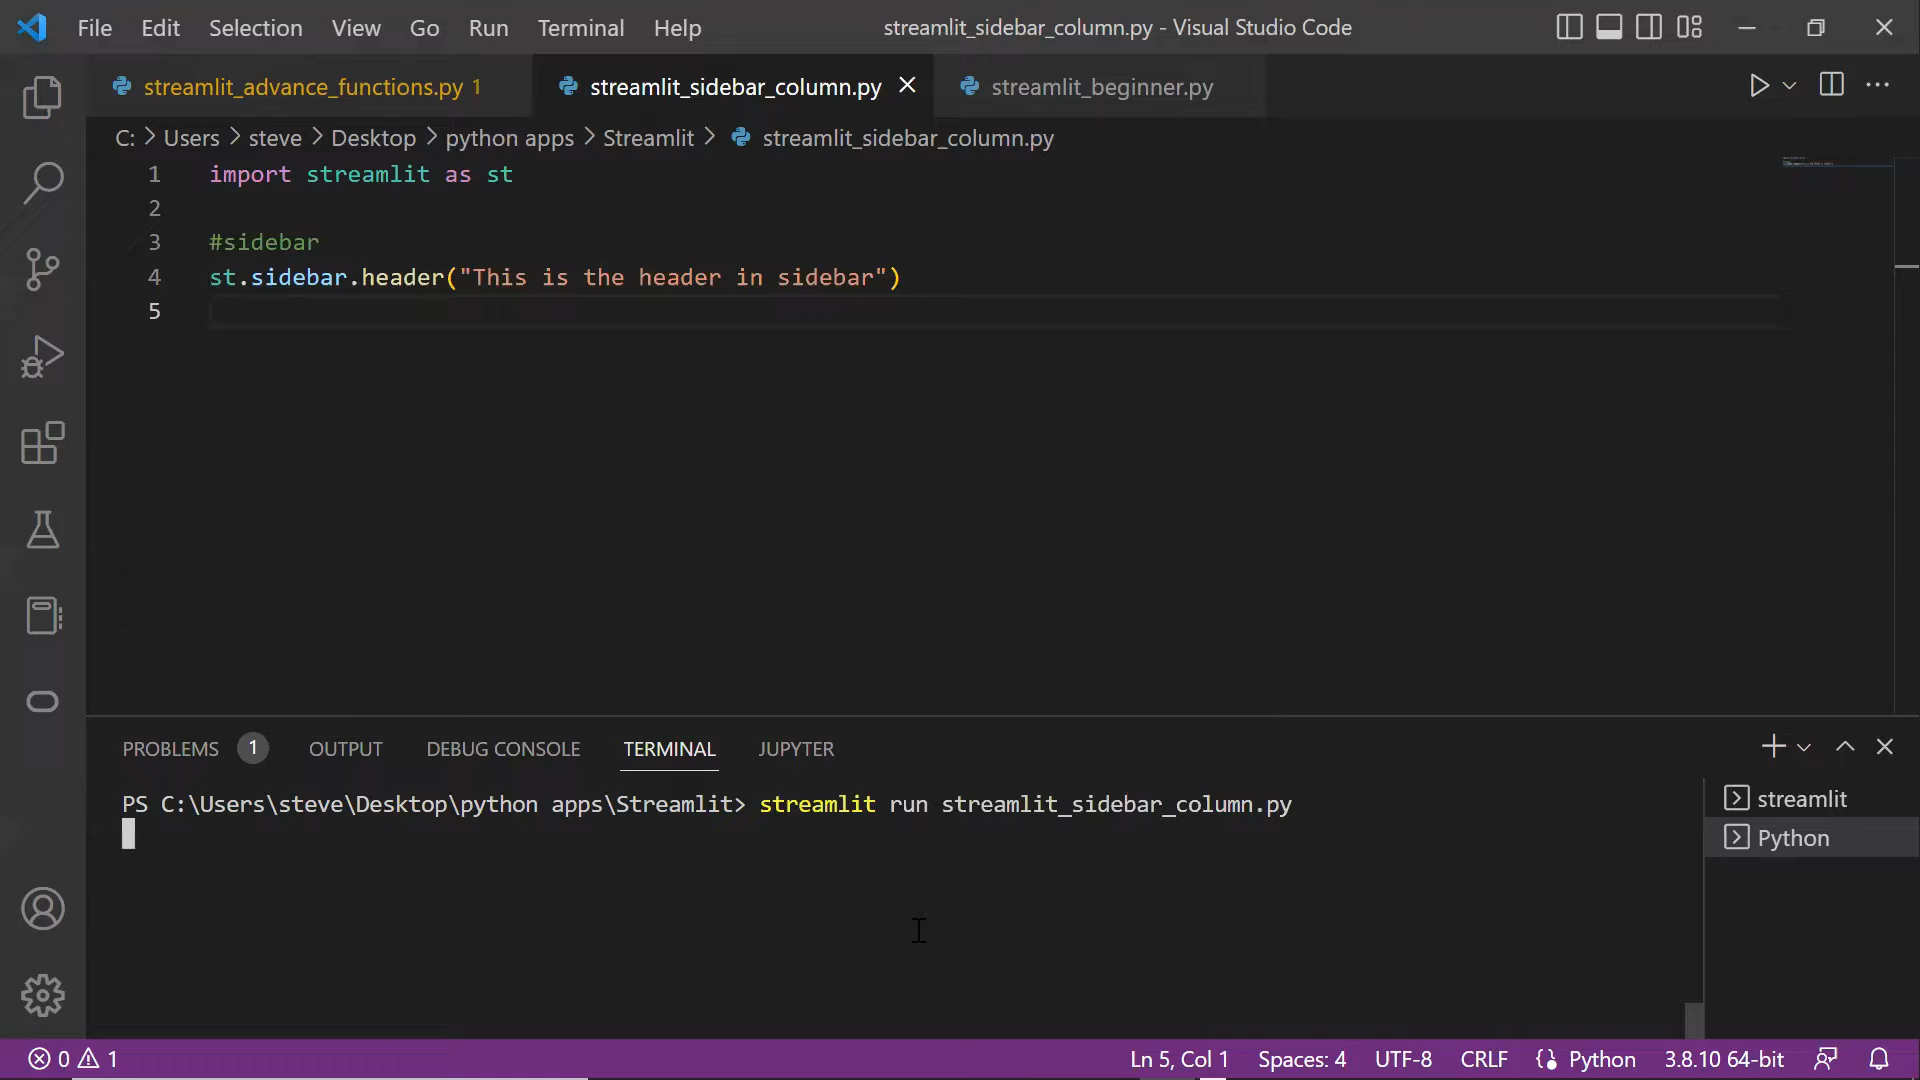 File Edit Selection View Go Run Terminal Help streamlit_sidebar_column.py - Visual Studio Code
streamlit_advance_functions.py 1 streamlit_sidebar_column.py streamlit_beginner.py
C: > Users > steve > Desktop > python apps > Streamlit > streamlit_sidebar_column.py
1 import streamlit as st
2
3 #sidebar
4 st.sidebar.header("This is the header in sidebar")
5
PROBLEMS 1 OUTPUT DEBUG CONSOLE TERMINAL JUPYTER
PS C:\Users\steve\Desktop\python apps\Streamlit> streamlit run streamlit_sidebar_column.py
streamlit
Python
0 1 Ln 5, Col 1 Spaces: 4 UTF-8 CRLF Python 3.8.10 64-bit